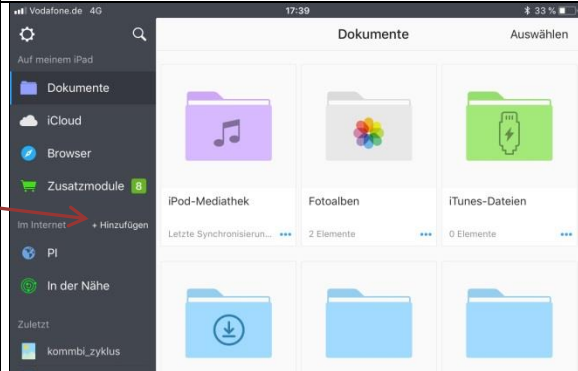 Vodafone.de 4G 17:39 33 %
Dokumente Auswählen
Auf meinem iPad
Dokumente
iCloud
Browser
Zusatzmodule 8
Im Internet + Hinzufügen
PI
In der Nähe
Zuletzt
kommbi_zyklus
iPod-Mediathek Fotoalben iTunes-Dateien
Letzte Synchronisierun... 2 Elemente 0 Elemente